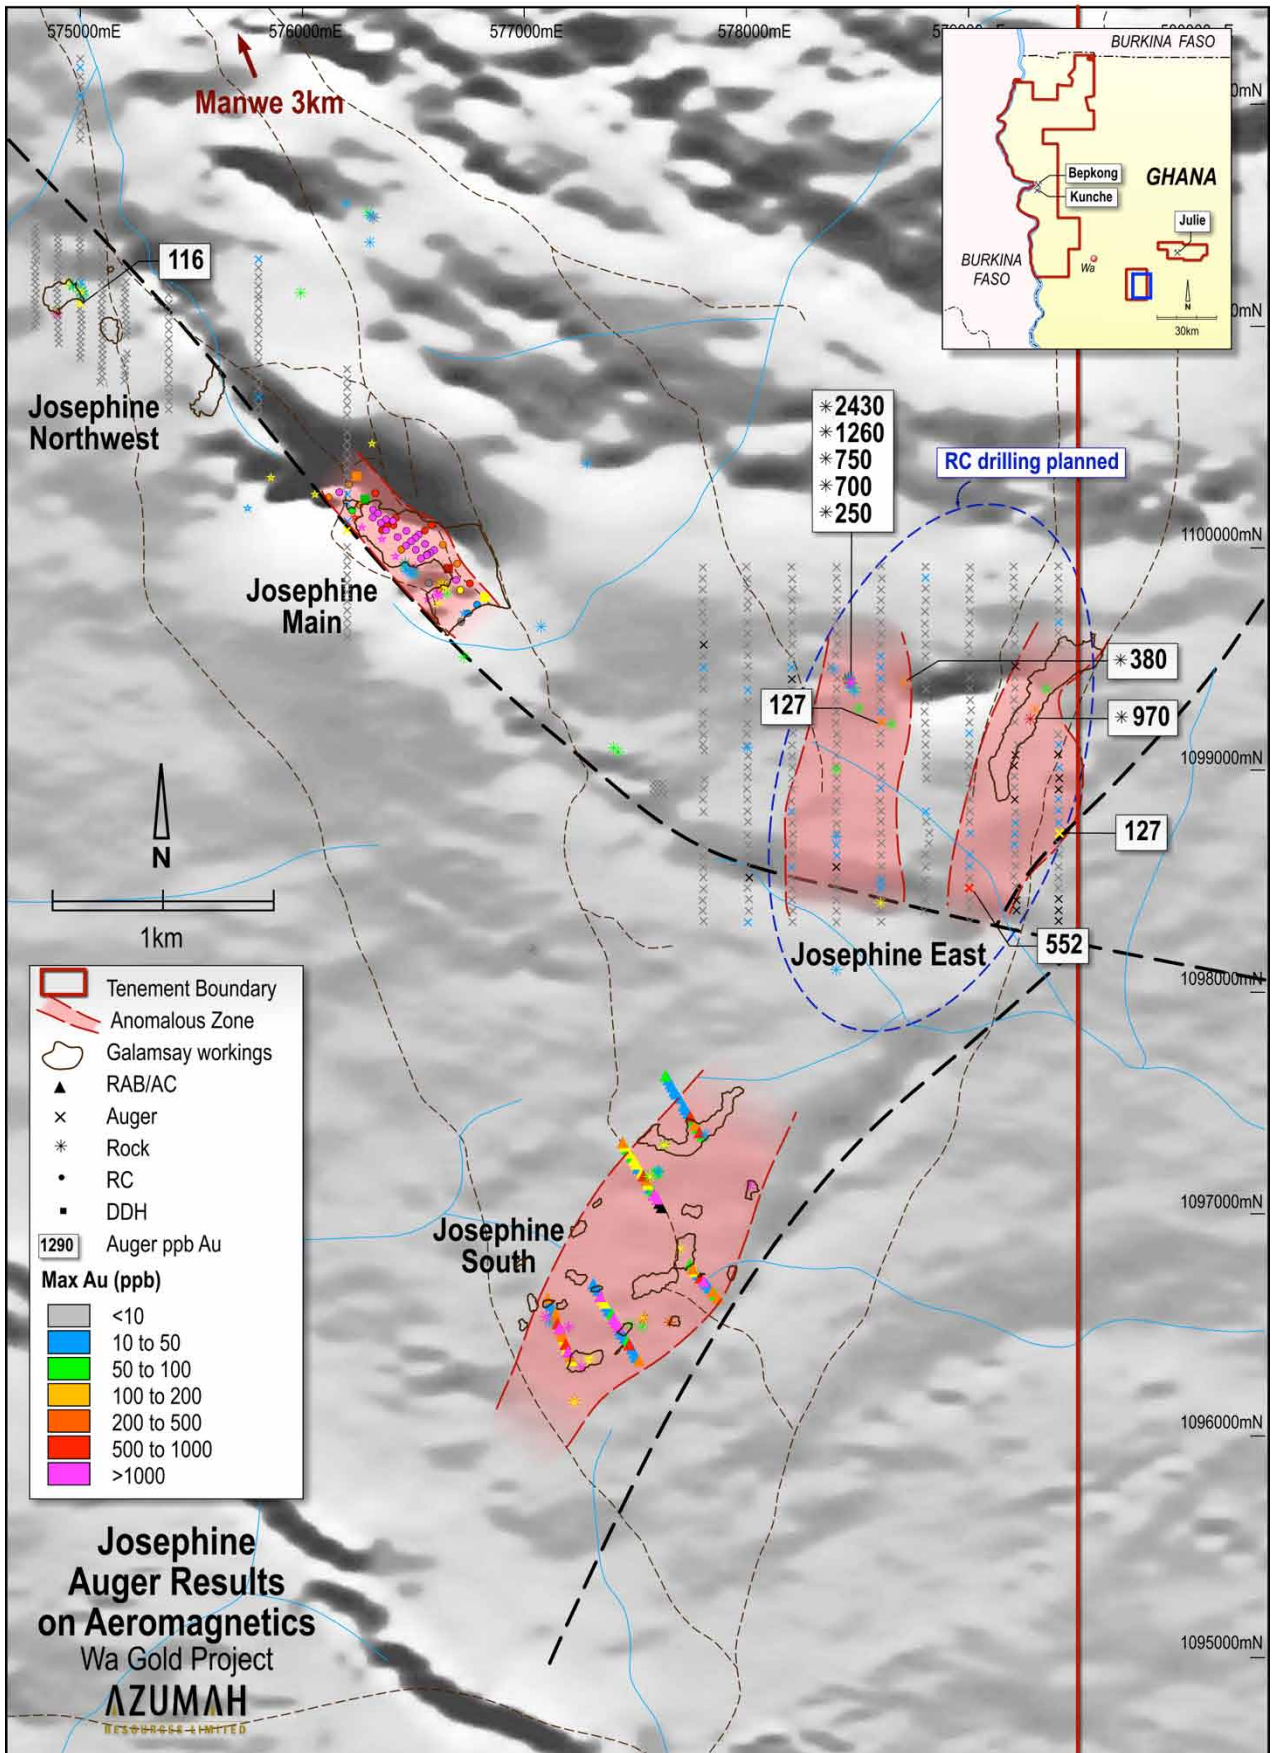 575000mE
576000mE
577000mE
578000mE
Manwe 3km
BURKINA FASO
0mN
Bepkong
GHANA
Kunche
Julie
BURKINA
FASO
Wa
N
30km
0mN
116
Josephine
Northwest
✳2430
✳1260
✳750
✳700
✳250
RC drilling planned
1100000mN
Josephine
Main
✳380
127
✳970
1099000mN
127
N
1km
Josephine East
552
1098000mN
Tenement Boundary
Anomalous Zone
Galamsay workings
RAB/AC
Auger
Rock
RC
DDH
1290 Auger ppb Au
Max Au (ppb)
<10
10 to 50
50 to 100
100 to 200
200 to 500
500 to 1000
>1000
1097000mN
Josephine
South
1096000mN
1095000mN
Josephine
Auger Results
on Aeromagnetics
Wa Gold Project
AZUMAH
RESOURCES LIMITED